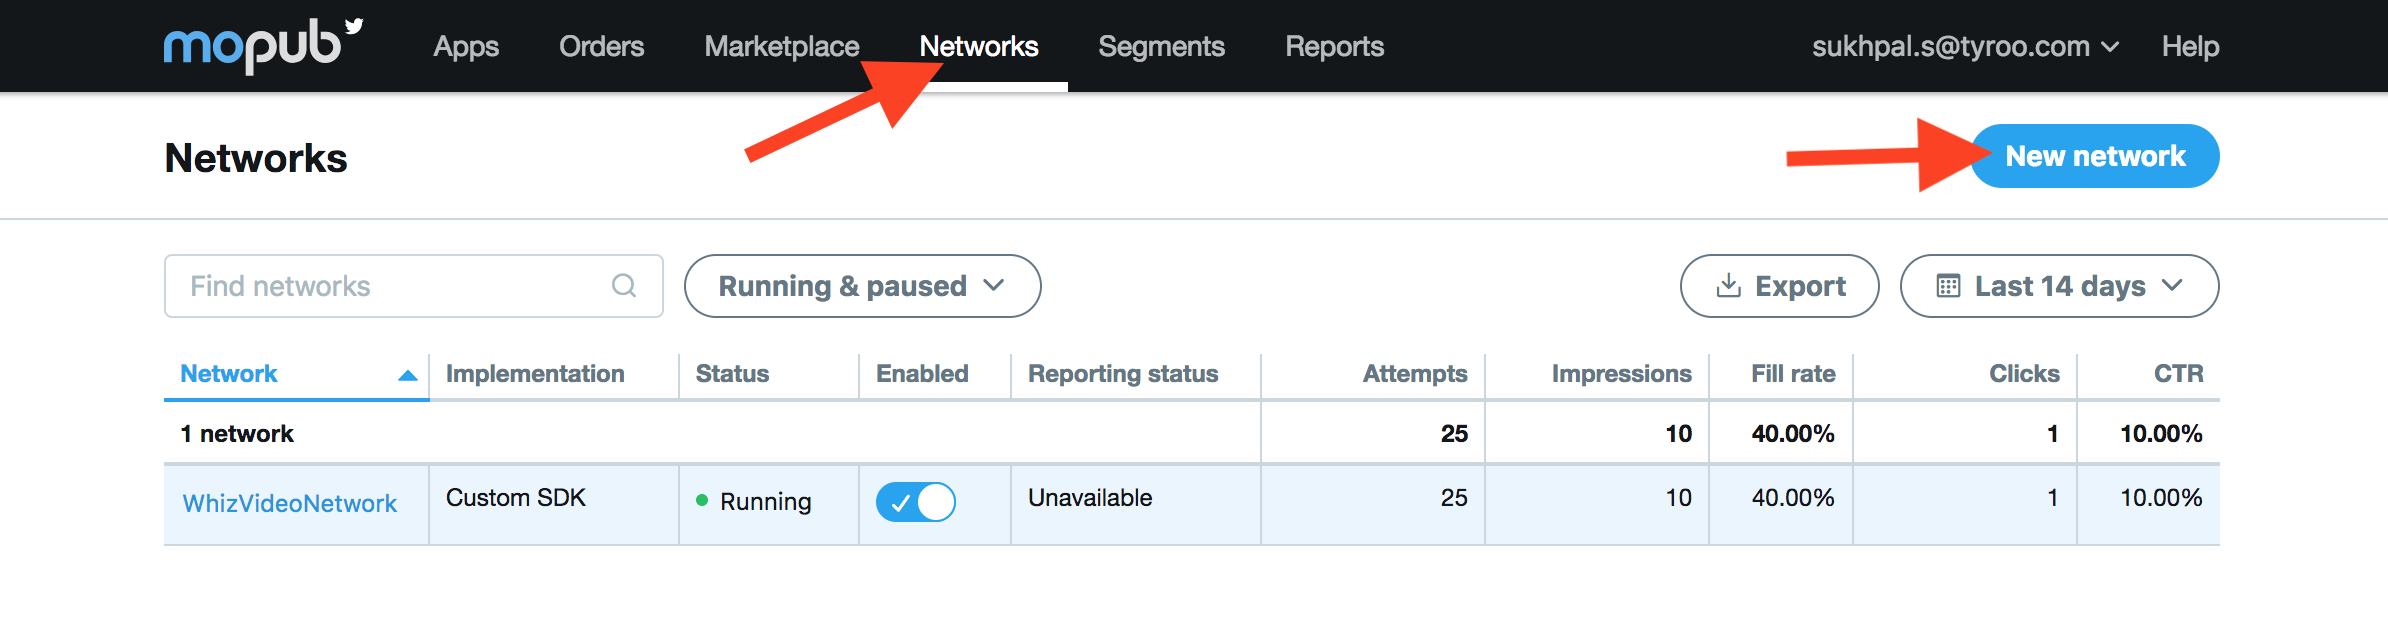 mopub Apps Orders Marketplace Networks Segments Reports sukhpal.s@tyroo.com Help
Networks New network
Find networks Running & paused Export Last 14 days
Network Implementation Status Enabled Reporting status Attempts Impressions Fill rate Clicks CTR
1 network 25 10 40.00% 1 10.00%
WhizVideoNetwork Custom SDK Running Unavailable 25 10 40.00% 1 10.00%